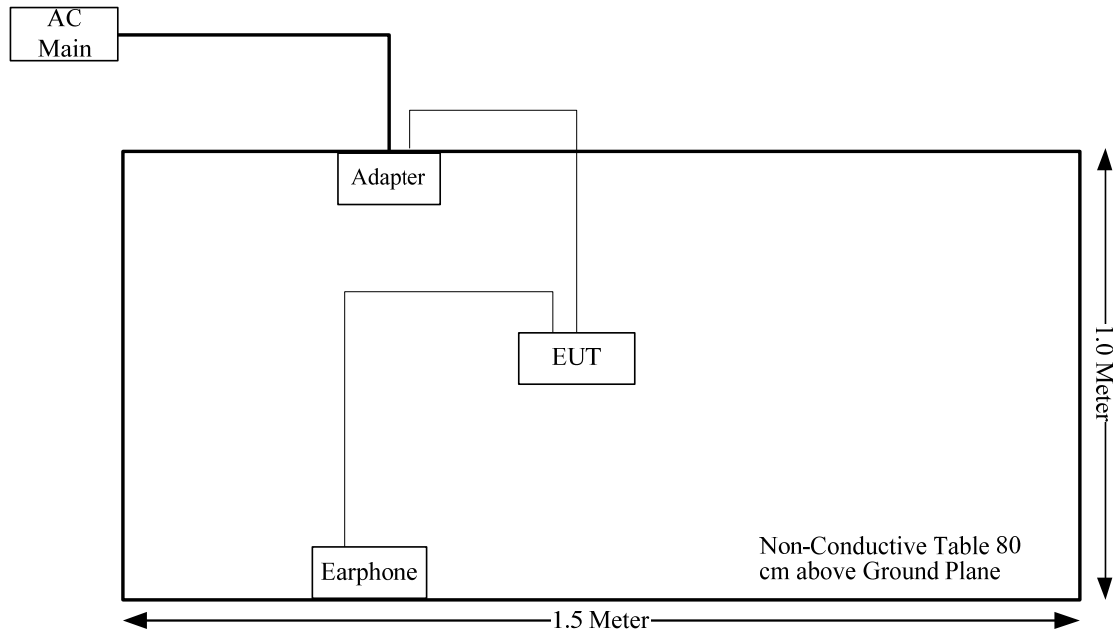 AC
Main
Adapter
EUT
1.0 Meter
Non-Conductive Table 80
cm above Ground Plane
Earphone
1.5 Meter